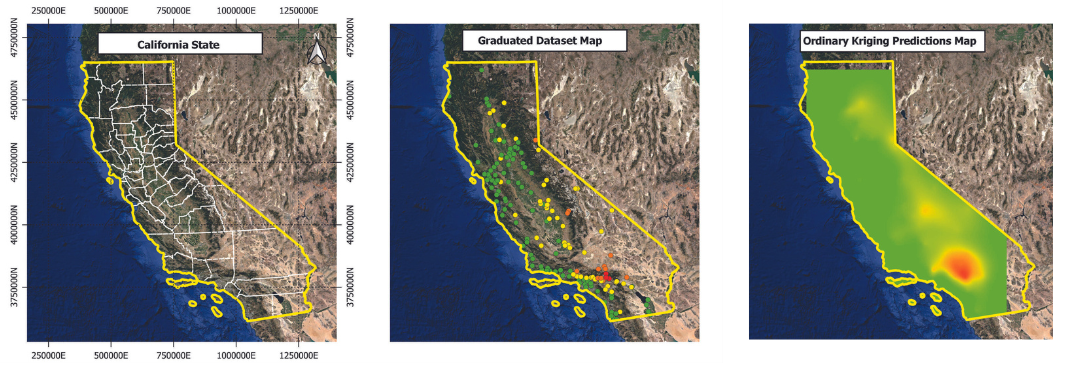 250000E 500000E 750000E 1000000E 1250000E
California State
N
4750000N 4500000N 4250000N 4000000N 3750000N
4750000N 4500000N 4250000N 4000000N 3750000N
250000E 500000E 750000E 1000000E 1250000E
Graduated Dataset Map
Ordinary Kriging Predictions Map